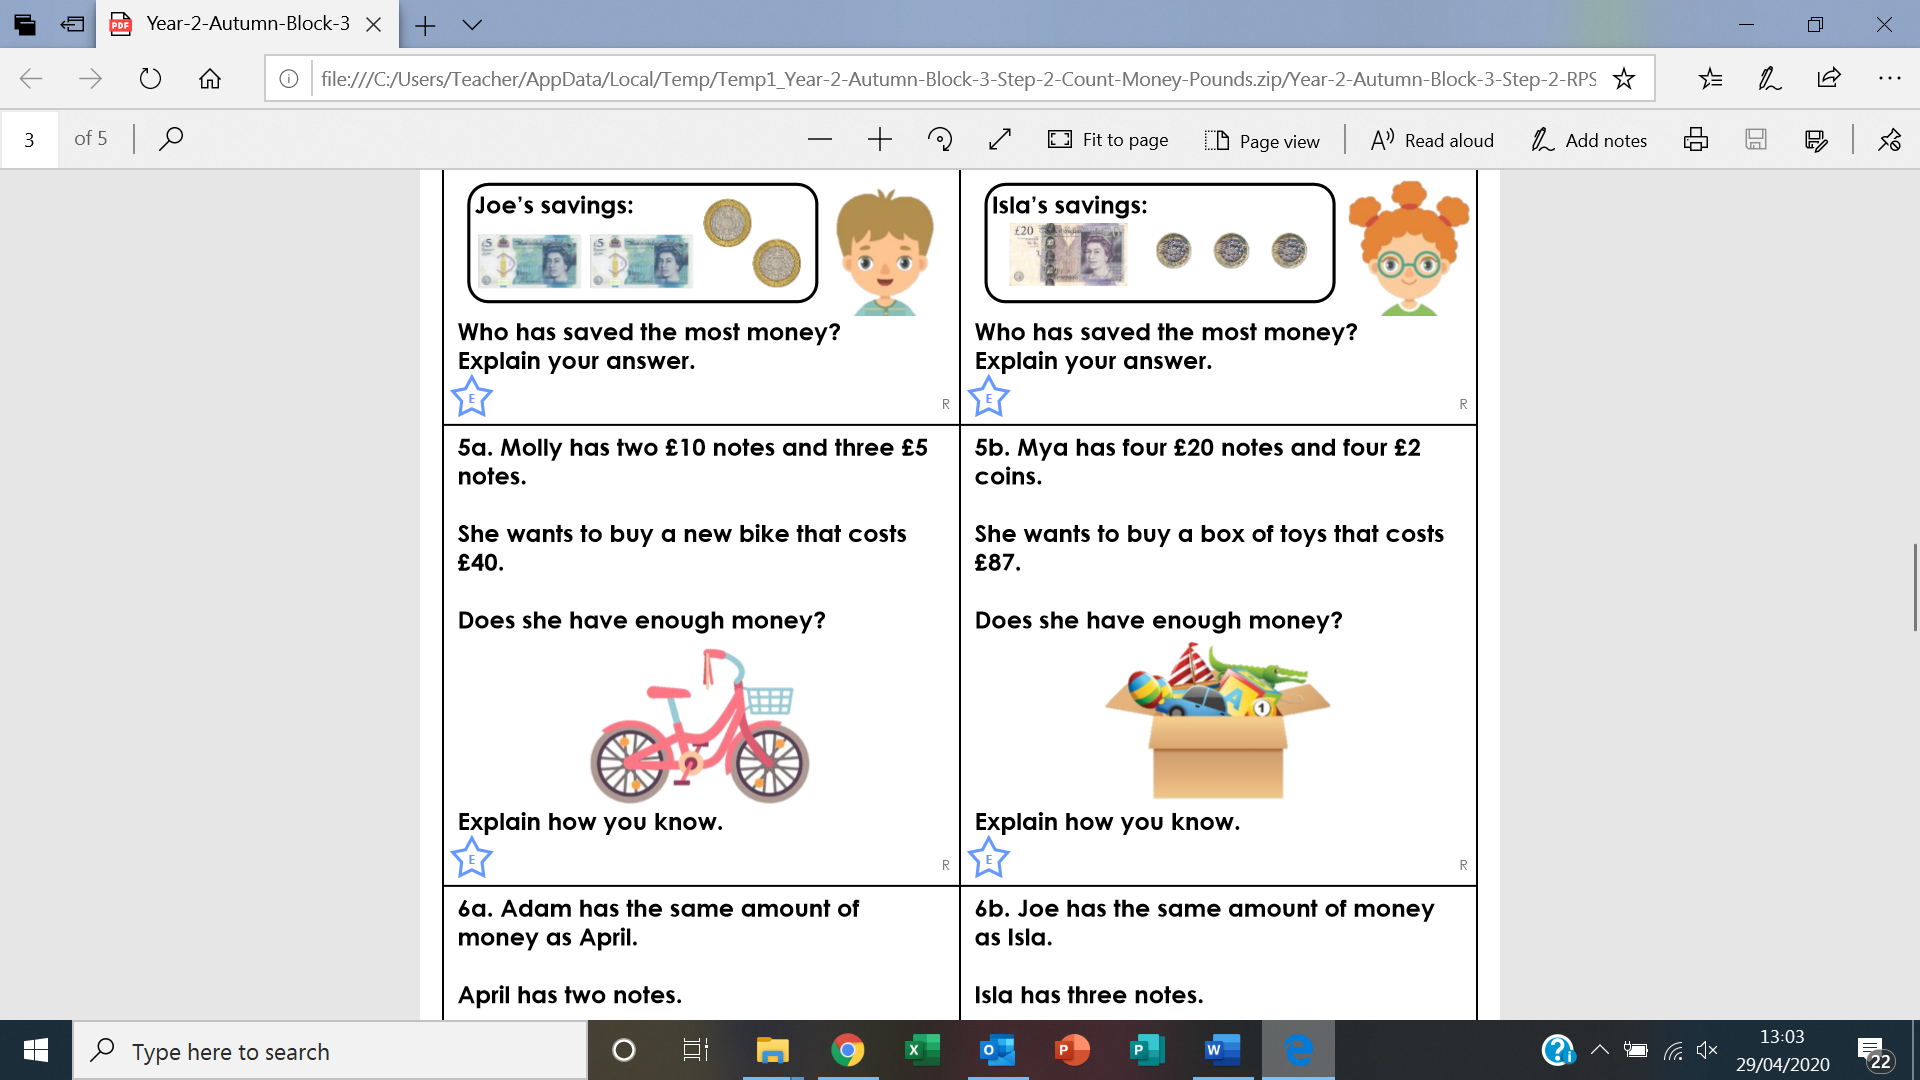 Year-2-Autumn-Block-3
file:///C:/Users/Teacher/AppData/Local/Temp/Temp1_Year-2-Autumn-Block-3-Step-2-Count-Money-Pounds.zip/Year-2-Autumn-Block-3-Step-2-RPS
3 of 5
Fit to page
Page view
Read aloud
Add notes
Joe's savings:
Who has saved the most money?
Explain your answer.
E
R
Isla's savings:
£20
Who has saved the most money?
Explain your answer.
E
R
5a. Molly has two £10 notes and three £5
notes.
She wants to buy a new bike that costs
£40.
Does she have enough money?
Explain how you know.
E
R
5b. Mya has four £20 notes and four £2
coins.
She wants to buy a box of toys that costs
£87.
Does she have enough money?
A
1
Explain how you know.
E
R
6a. Adam has the same amount of
money as April.
April has two notes.
6b. Joe has the same amount of money
as Isla.
Isla has three notes.
Type here to search
13:03
29/04/2020
22